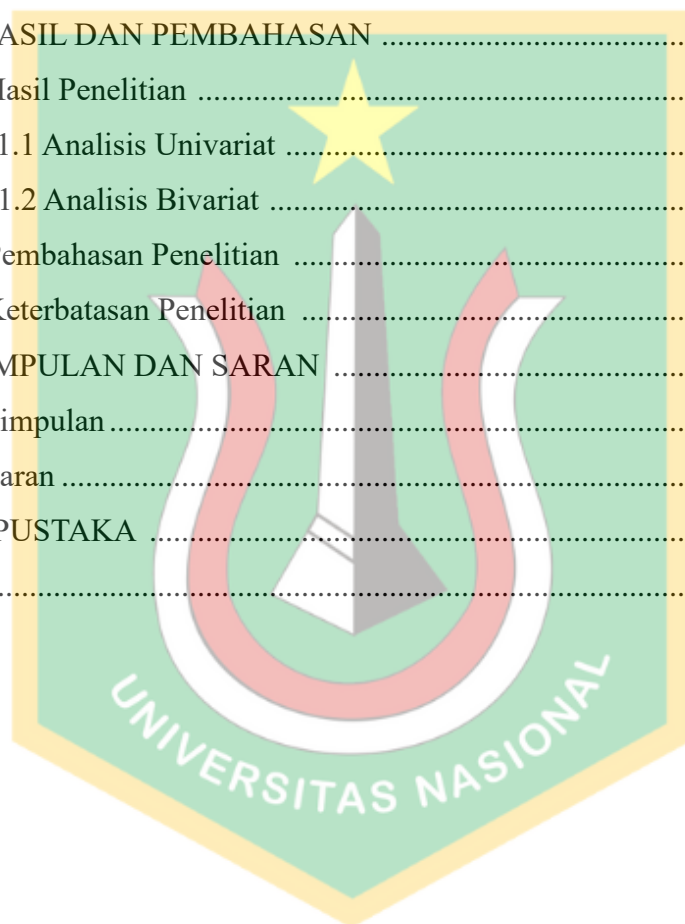 ASIL DAN PEMBAHASAN ........................................
Hasil Penelitian ................................................................
1.1 Analisis Univariat .....................................................
1.2 Analisis Bivariat .......................................................
Pembahasan Penelitian ....................................................
Keterbatasan Penelitian ...................................................
MPULAN DAN SARAN ..............................................
impulan ............................................................................
aran ..................................................................................
PUSTAKA .......................................................................
..........................................................................................
UNIVERSITAS NASIONAL